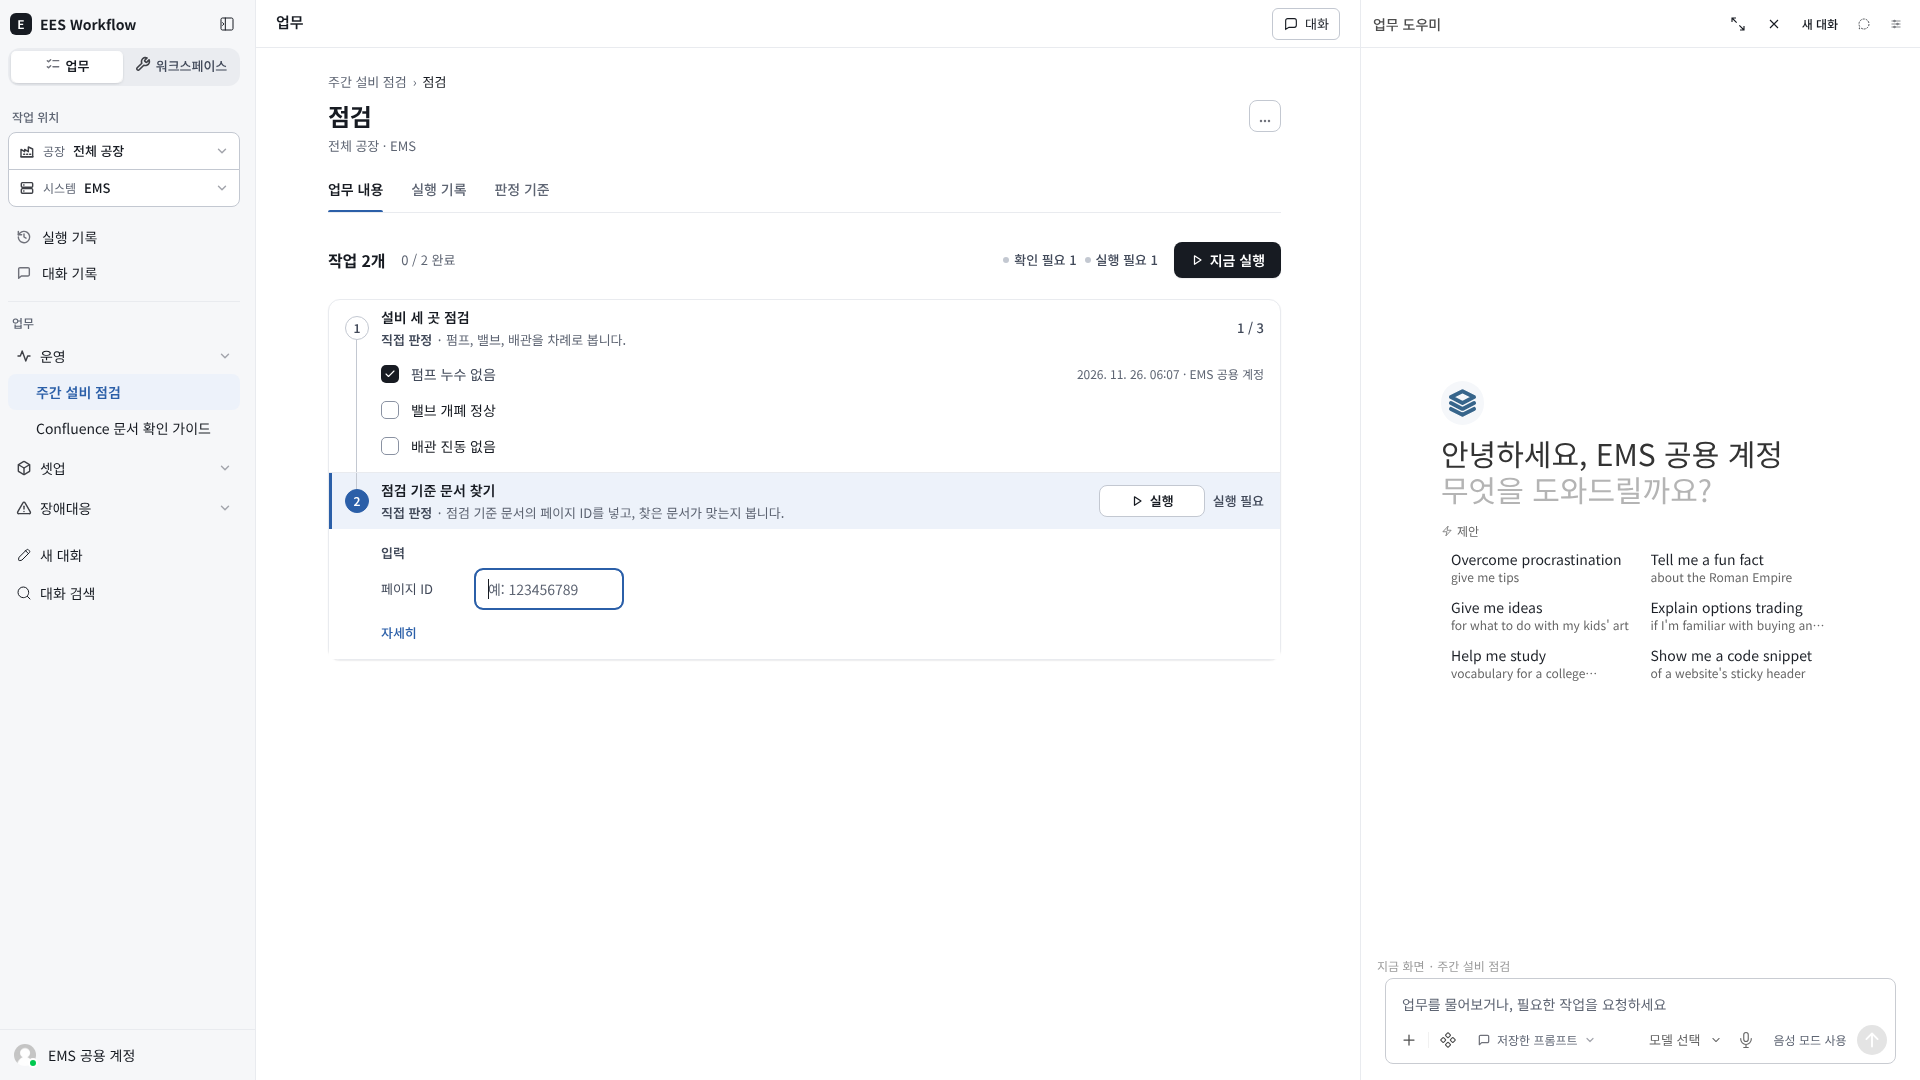 E EES Workflow
업무
워크스페이스
작업 위치
공장 전체 공장
시스템 EMS
실행 기록
대화 기록
업무
운영
주간 설비 점검
Confluence 문서 확인 가이드
셋업
장애대응
새 대화
대화 검색
EMS 공용 계정
업무
대화
주간 설비 점검 › 점검
점검
...
전체 공장 · EMS
업무 내용
실행 기록
판정 기준
작업 2개 0 / 2 완료
확인 필요 1 실행 필요 1
지금 실행
1 설비 세 곳 점검
직접 판정 · 펌프, 밸브, 배관을 차례로 봅니다.
1 / 3
펌프 누수 없음
2026. 11. 26. 06:07 · EMS 공용 계정
밸브 개폐 정상
배관 진동 없음
2 점검 기준 문서 찾기
직접 판정 · 점검 기준 문서의 페이지 ID를 넣고, 찾은 문서가 맞는지 봅니다.
실행
실행 필요
입력
페이지 ID 예: 123456789
자세히
업무 도우미
새 대화
안녕하세요, EMS 공용 계정
무엇을 도와드릴까요?
제안
Overcome procrastination
give me tips
Tell me a fun fact
about the Roman Empire
Give me ideas
for what to do with my kids' art
Explain options trading
if I'm familiar with buying an…
Help me study
vocabulary for a college…
Show me a code snippet
of a website's sticky header
지금 화면 · 주간 설비 점검
업무를 물어보거나, 필요한 작업을 요청하세요
저장한 프롬프트
모델 선택
음성 모드 사용